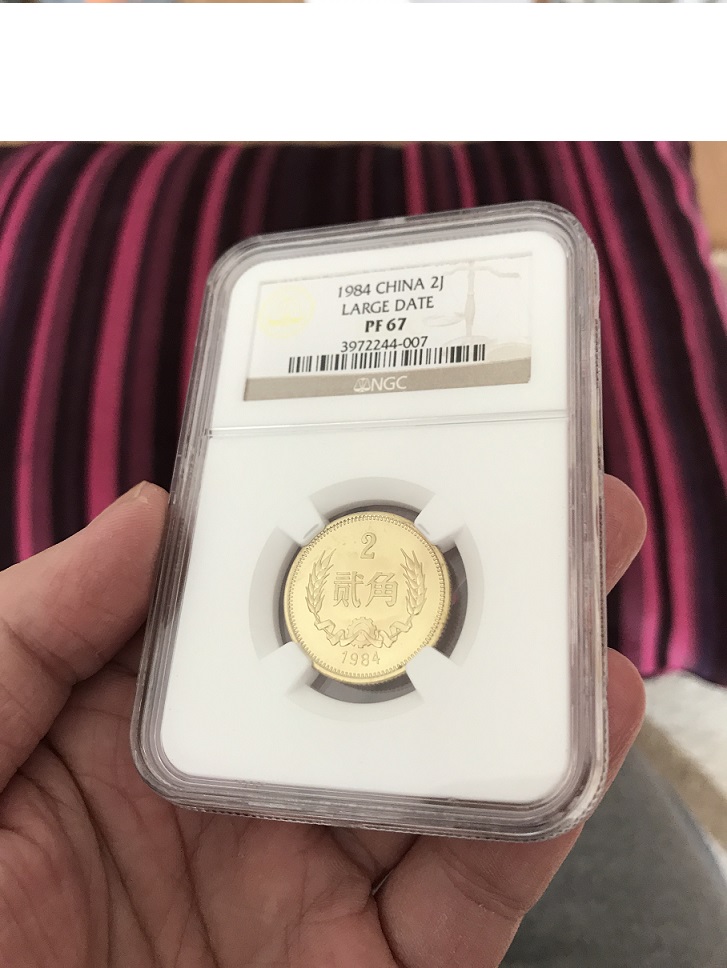 1984 CHINA 2J
LARGE DATE
PF 67
3972244-007
NGC
2
贰角
1984